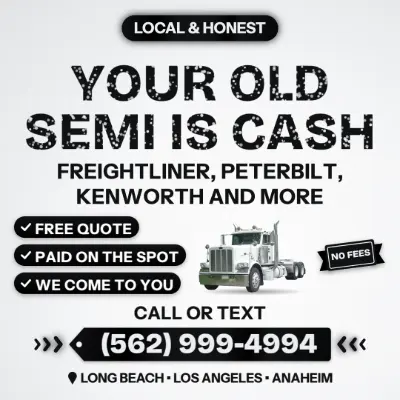 LOCAL & HONEST
YOUR OLD
SEMI IS CASH
FREIGHTLINER, PETERBILT,
KENWORTH AND MORE
✓ FREE QUOTE
✓ PAID ON THE SPOT
✓ WE COME TO YOU
NO FEES
CALL OR TEXT
(562) 999-4994
LONG BEACH • LOS ANGELES • ANAHEIM